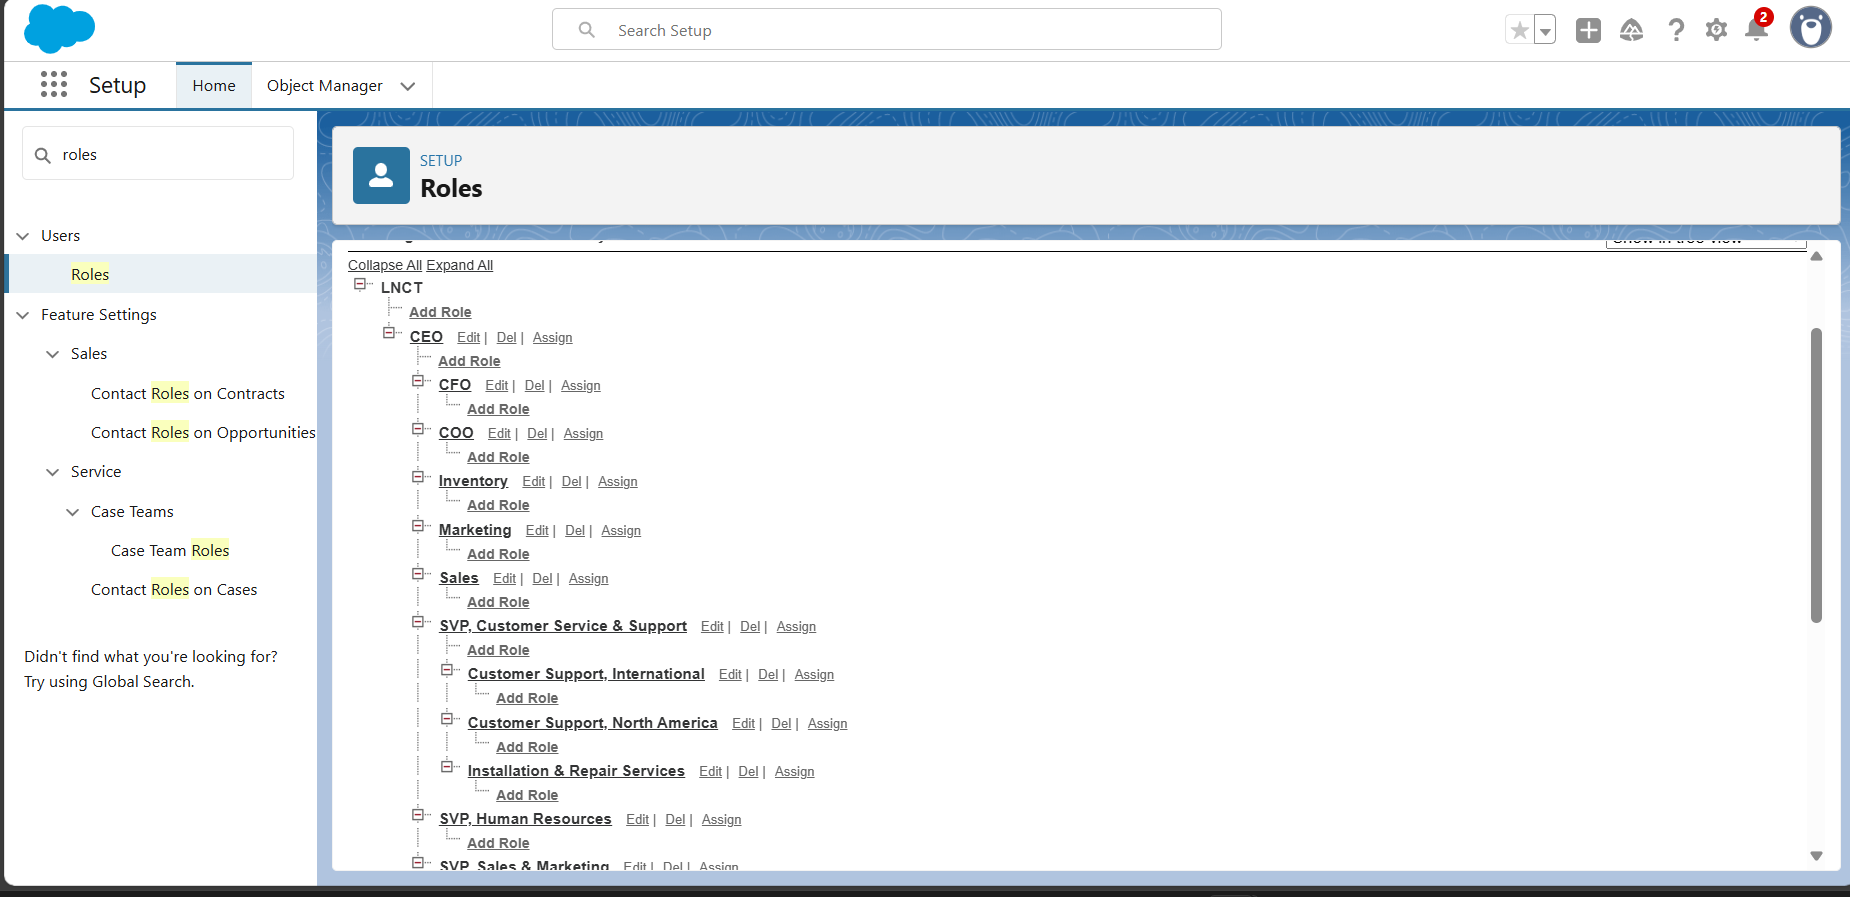 Search Setup
2
Setup
Home
Object Manager
roles
Users
Roles
Feature Settings
Sales
Contact Roles on Contracts
Contact Roles on Opportunities
Service
Case Teams
Case Team Roles
Contact Roles on Cases
Didn't find what you're looking for?
Try using Global Search.
SETUP
Roles
Show in tree view
Collapse All Expand All
LNCT
Add Role
CEO Edit | Del | Assign
Add Role
CFO Edit | Del | Assign
Add Role
COO Edit | Del | Assign
Add Role
Inventory Edit | Del | Assign
Add Role
Marketing Edit | Del | Assign
Add Role
Sales Edit | Del | Assign
Add Role
SVP, Customer Service & Support Edit | Del | Assign
Add Role
Customer Support, International Edit | Del | Assign
Add Role
Customer Support, North America Edit | Del | Assign
Add Role
Installation & Repair Services Edit | Del | Assign
Add Role
SVP, Human Resources Edit | Del | Assign
Add Role
SVP, Sales & Marketing Edit | Del | Assign